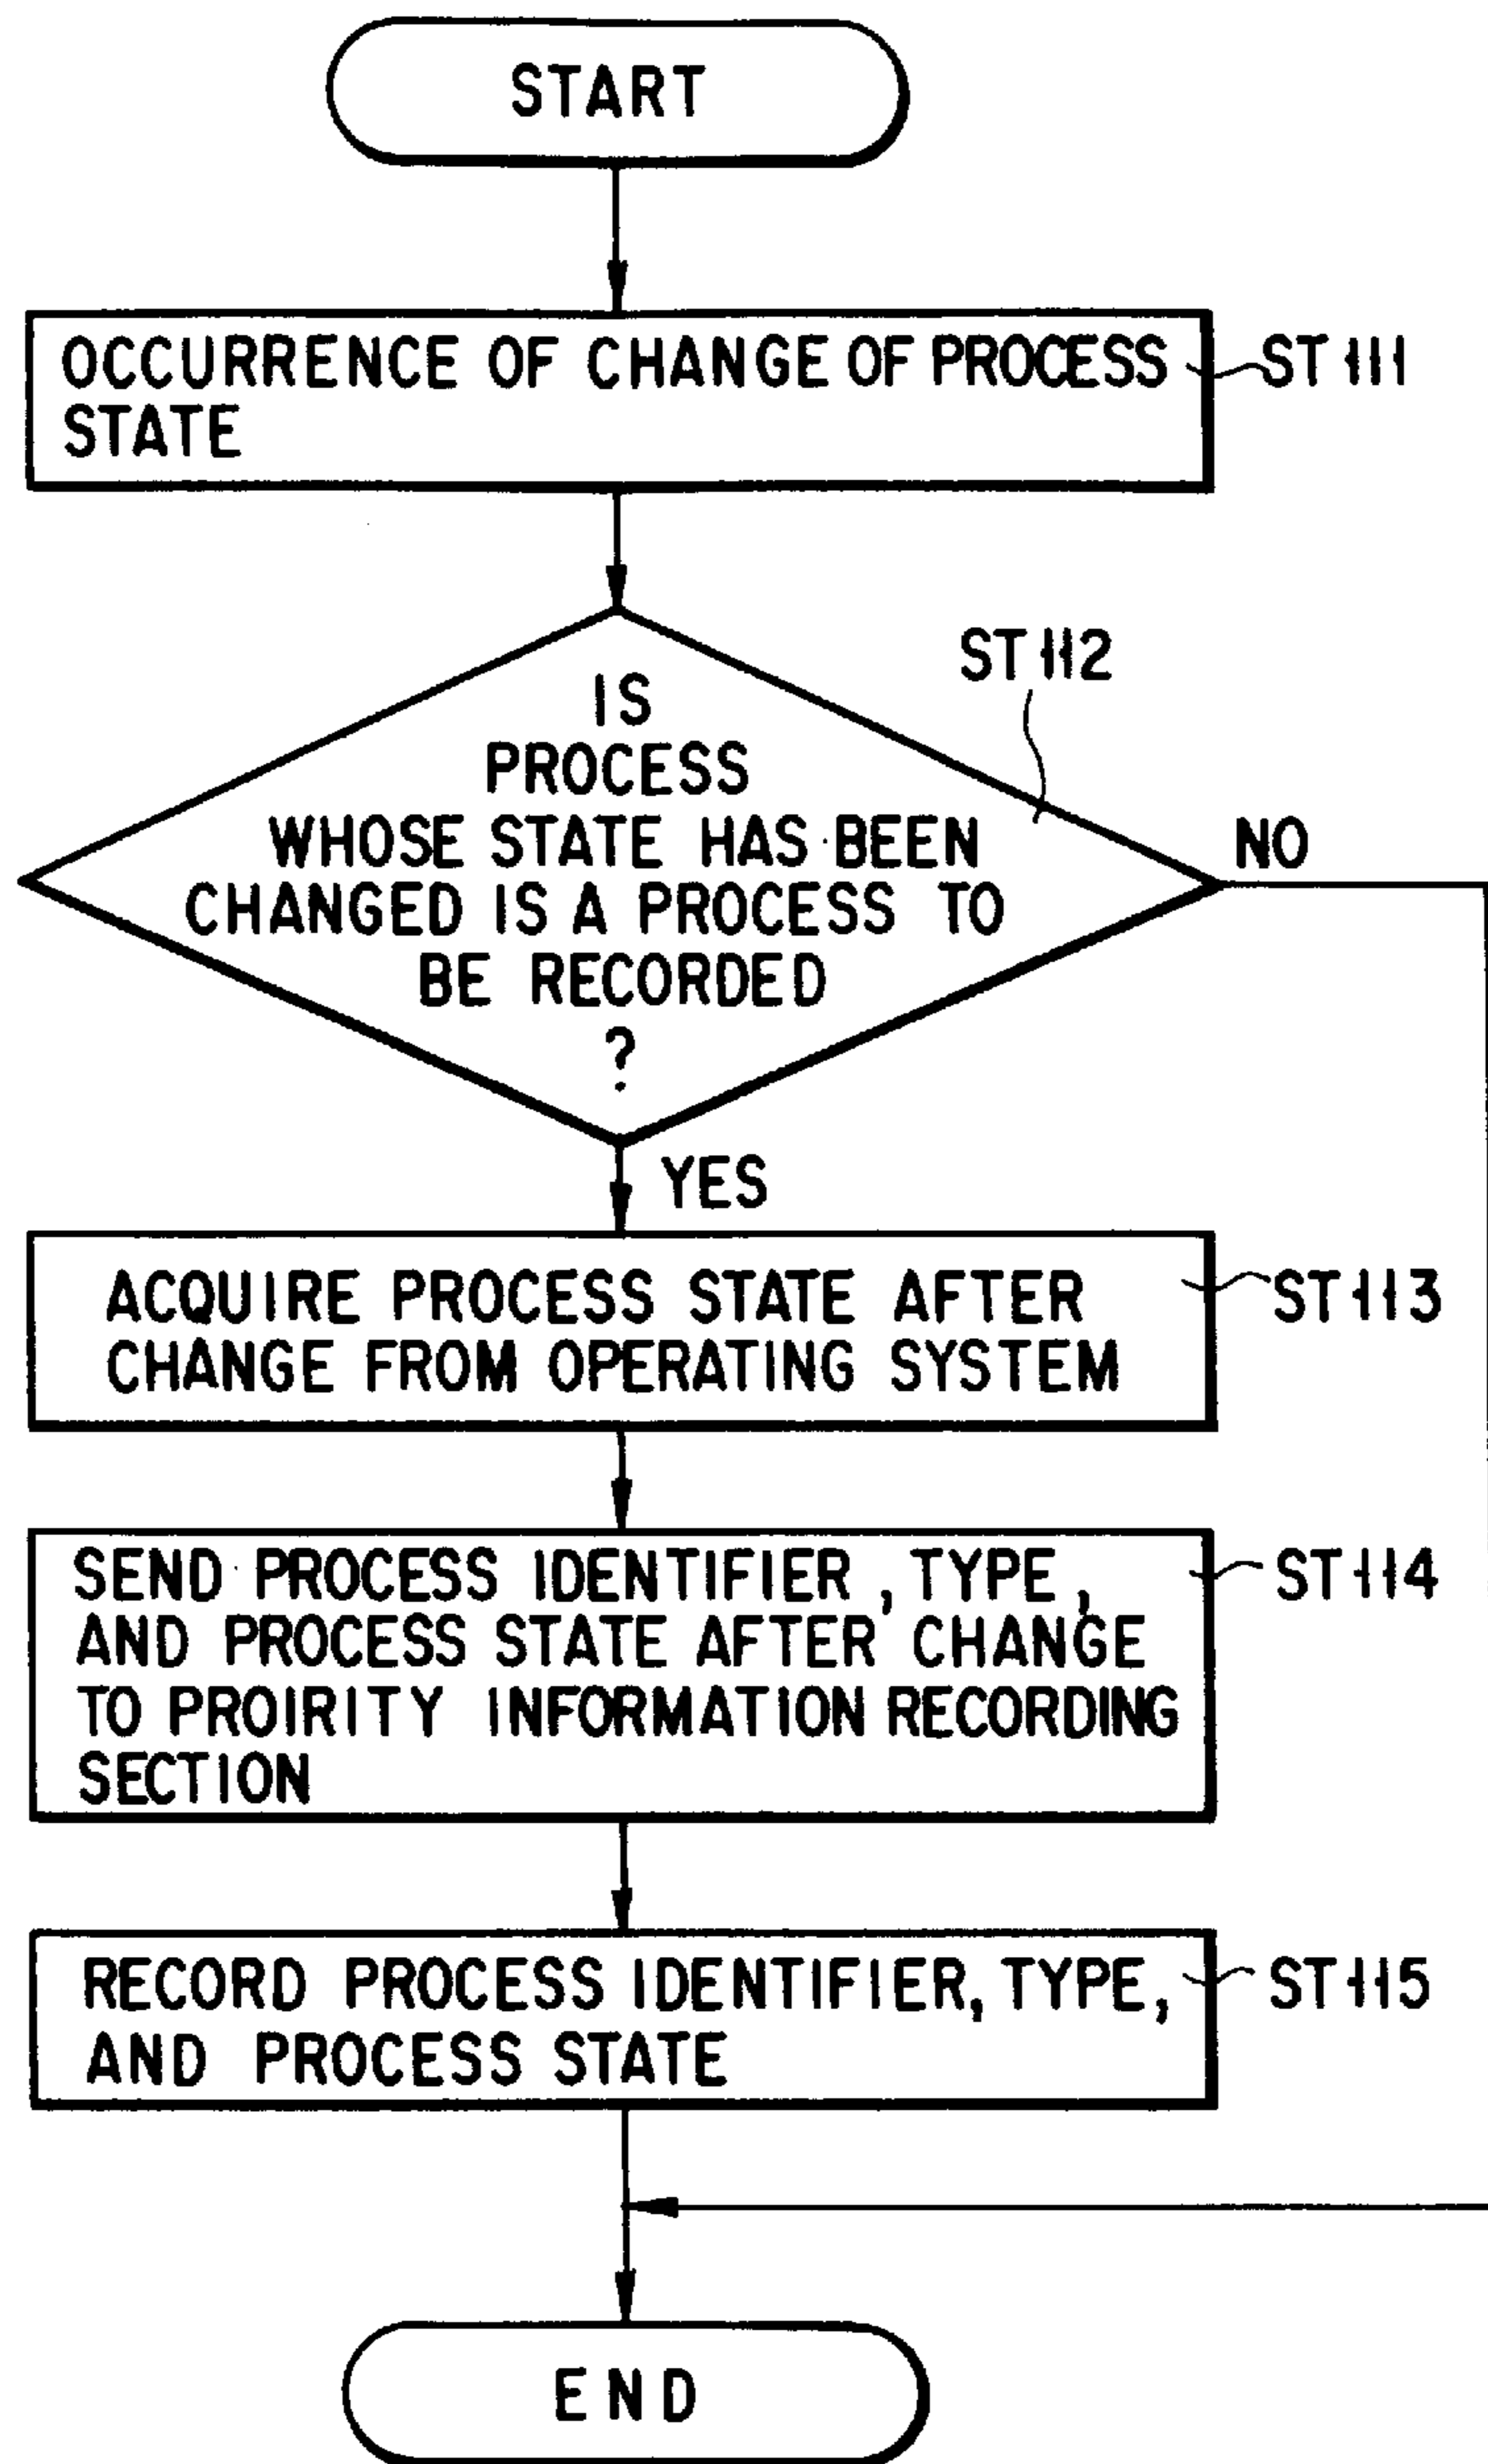 START
OCCURRENCE OF CHANGE OF PROCESS
STATE
ST111
ST112
IS
PROCESS
WHOSE STATE HAS BEEN
CHANGED IS A PROCESS TO
BE RECORDED
?
NO
YES
ACQUIRE PROCESS STATE AFTER
CHANGE FROM OPERATING SYSTEM
ST113
SEND PROCESS IDENTIFIER, TYPE,
AND PROCESS STATE AFTER CHANGE
TO PROIRITY INFORMATION RECORDING
SECTION
ST114
RECORD PROCESS IDENTIFIER, TYPE,
AND PROCESS STATE
ST115
END